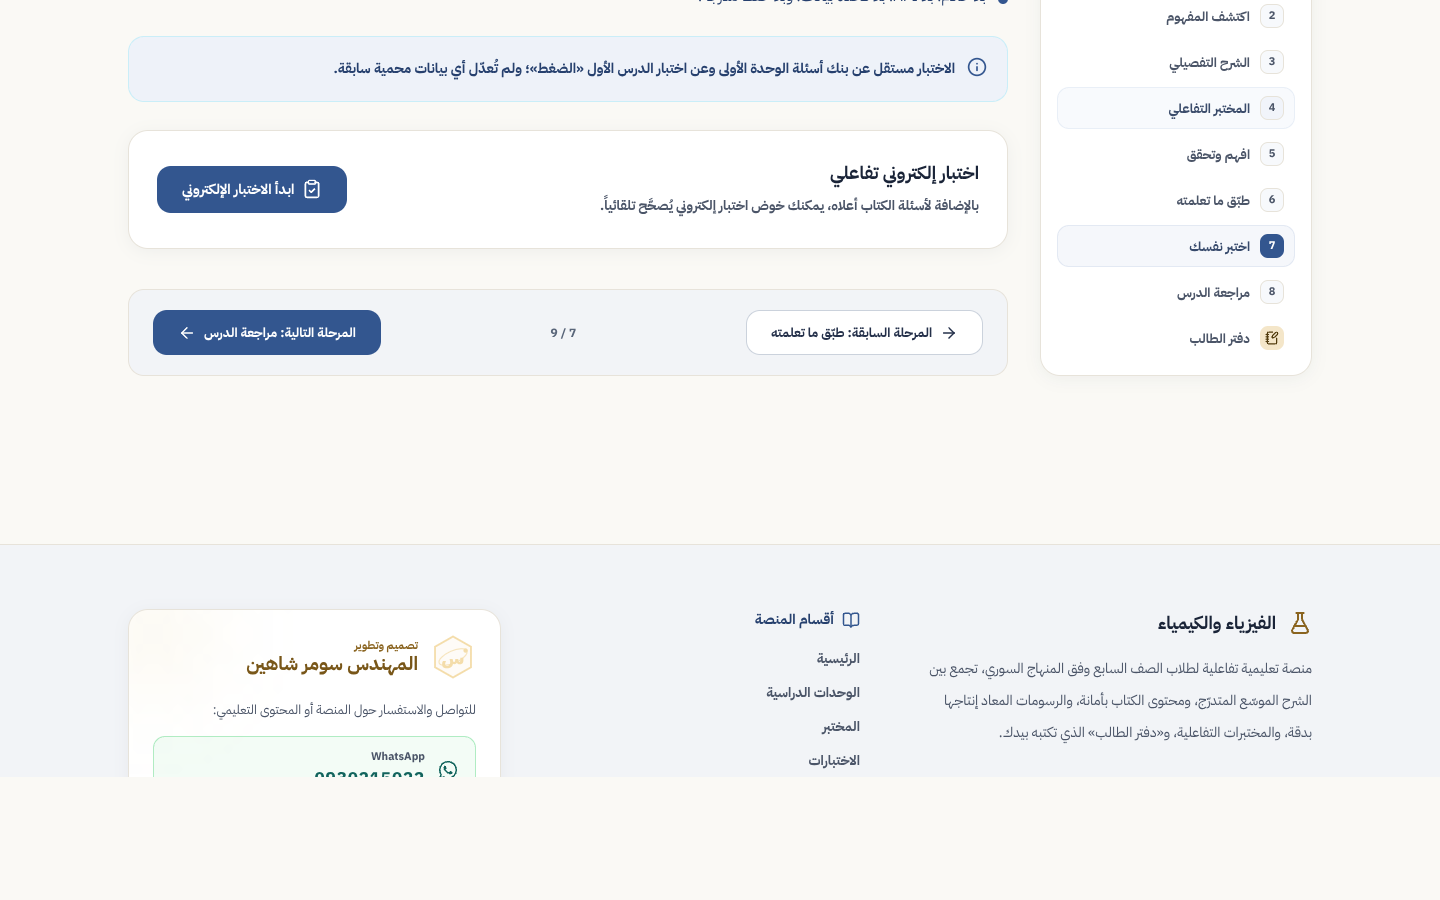 2
اكتشف المفهوم
3
الشرح التفصيلي
4
المختبر التفاعلي
5
افهم وتحقق
6
طبّق ما تعلمته
7
اختبر نفسك
8
مراجعة الدرس
دفتر الطالب
الاختبار مستقل عن بنك أسئلة الوحدة الأولى وعن اختبار الدرس الأول «الضغط»؛ ولم تُعدّل أي بيانات محمية سابقة.
اختبار إلكتروني تفاعلي
بالإضافة لأسئلة الكتاب أعلاه، يمكنك خوض اختبار إلكتروني يُصحَّح تلقائياً.
ابدأ الاختبار الإلكتروني
المرحلة السابقة: طبّق ما تعلمته
7 / 9
المرحلة التالية: مراجعة الدرس
الفيزياء والكيمياء
منصة تعليمية تفاعلية لطلاب الصف السابع وفق المنهاج السوري، تجمع بين
الشرح الموسّع المتدرّج، ومحتوى الكتاب بأمانة، والرسومات المعاد إنتاجها
بدقة، والمختبرات التفاعلية، و«دفتر الطالب» الذي تكتبه بيدك.
أقسام المنصة
الرئيسية
الوحدات الدراسية
المختبر
الاختبارات
تصميم وتطوير
المهندس سومر شاهين
للتواصل والاستفسار حول المنصة أو المحتوى التعليمي:
WhatsApp